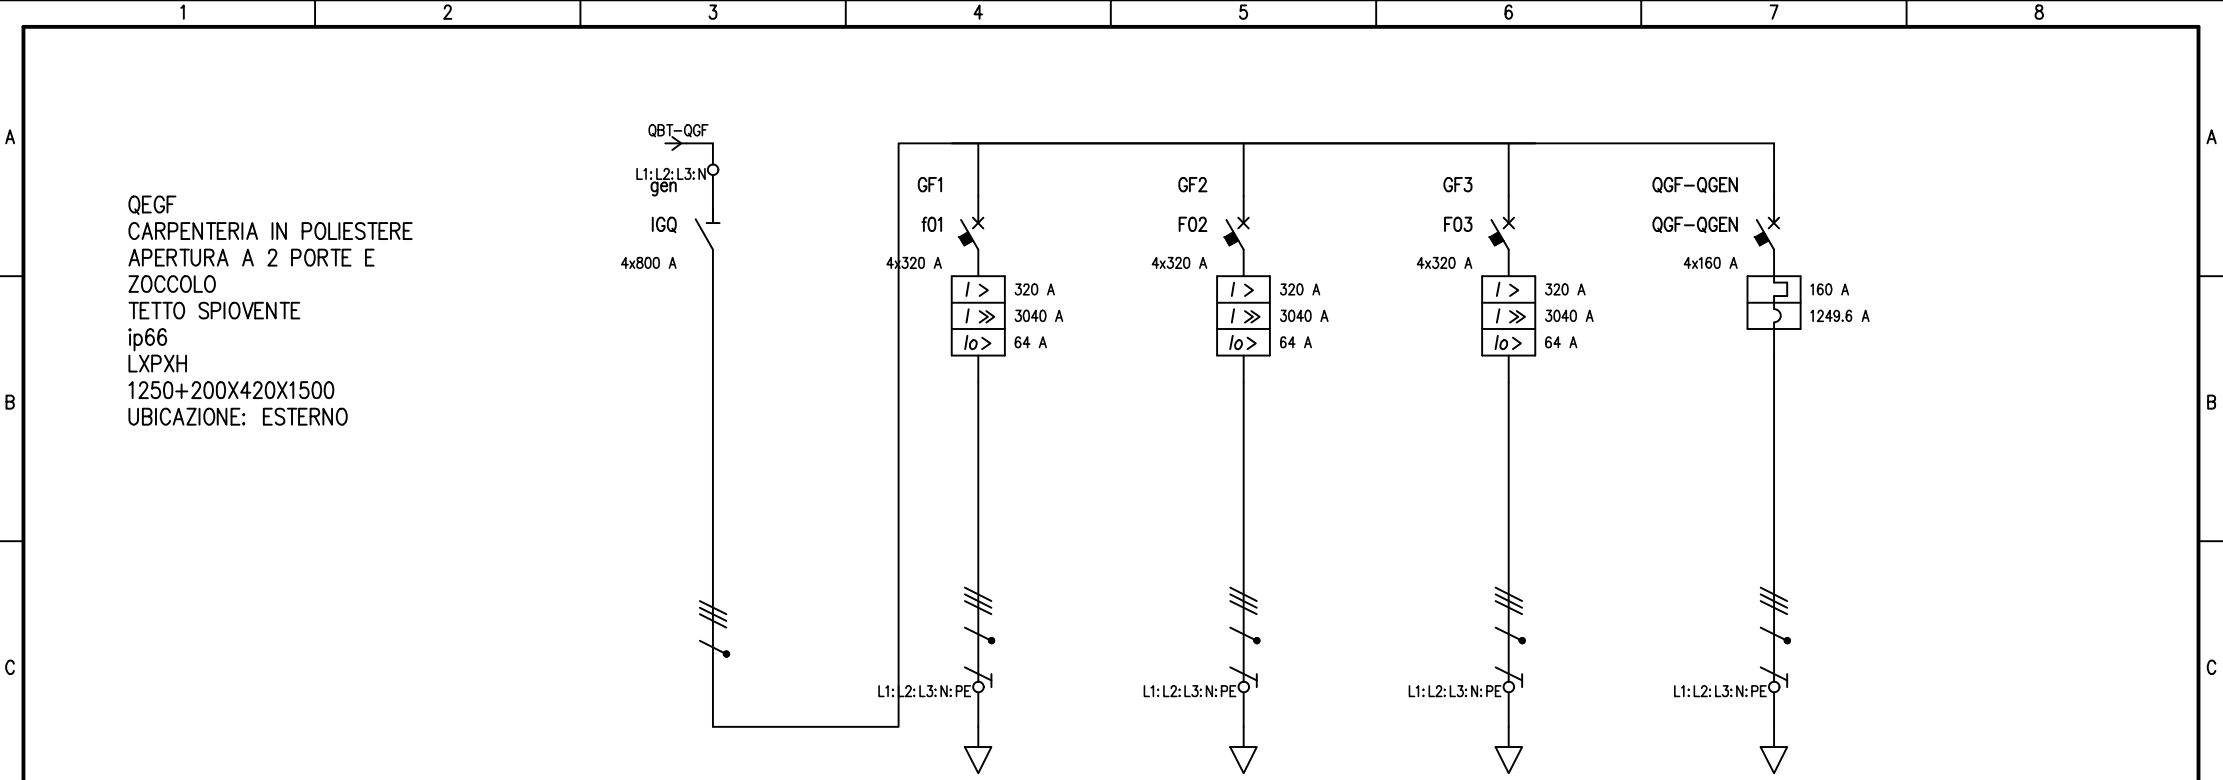 1 2 3 4 5 6 7 8
A A
QBT-QGF
L1:L2:L3:N
gen
IGQ
4x800 A
QEGF
CARPENTERIA IN POLIESTERE
APERTURA A 2 PORTE E
ZOCCOLO
TETTO SPIOVENTE
ip66
LXPXH
1250+200X420X1500
UBICAZIONE: ESTERNO
GF1
f01
4x320 A
I > 320 A
I >> 3040 A
Io> 64 A
L1:L2:L3:N:PE
GF2
F02
4x320 A
I > 320 A
I >> 3040 A
Io> 64 A
L1:L2:L3:N:PE
GF3
F03
4x320 A
I > 320 A
I >> 3040 A
Io> 64 A
L1:L2:L3:N:PE
QGF-QGEN
QGF-QGEN
4x160 A
160 A
1249.6 A
L1:L2:L3:N:PE
B B
C C